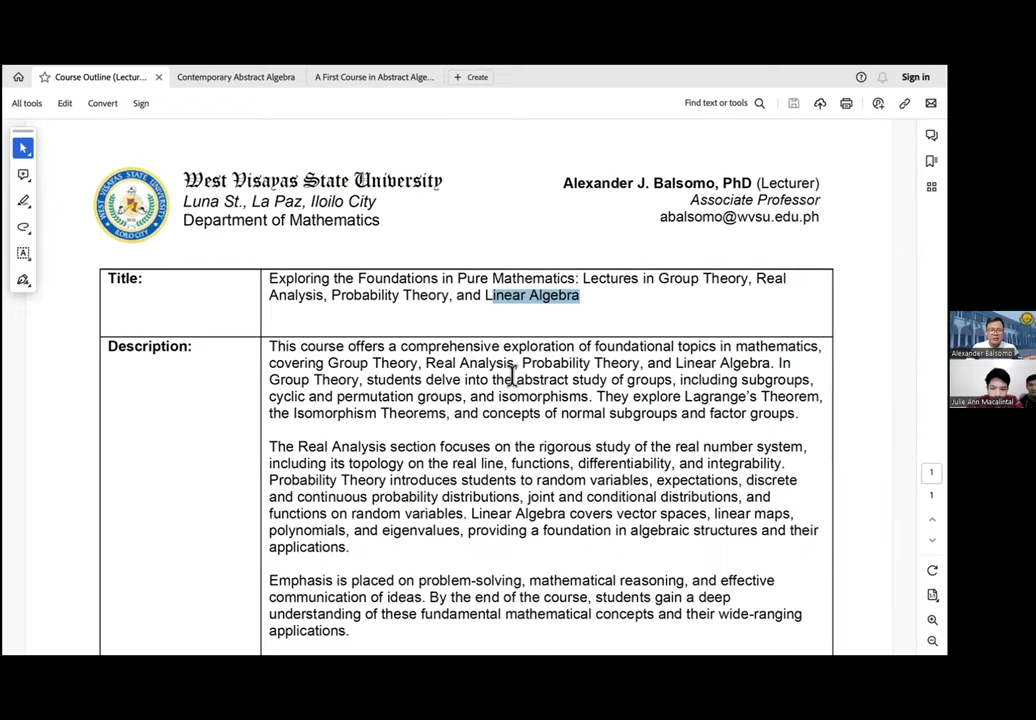 Course Outline (Lectur...
Contemporary Abstract Algebra
A First Course in Abstract Alge...
+ Create
Sign in
All tools
Edit
Convert
Sign
Find text or tools
West Visayas State University
Luna St., La Paz, Iloilo City
Department of Mathematics
Alexander J. Balsomo, PhD (Lecturer)
Associate Professor
abalsomo@wvsu.edu.ph
Title:
Exploring the Foundations in Pure Mathematics: Lectures in Group Theory, Real
Analysis, Probability Theory, and Linear Algebra
Description:
This course offers a comprehensive exploration of foundational topics in mathematics,
covering Group Theory, Real Analysis, Probability Theory, and Linear Algebra. In
Group Theory, students delve into the abstract study of groups, including subgroups,
cyclic and permutation groups, and isomorphisms. They explore Lagrange's Theorem,
the Isomorphism Theorems, and concepts of normal subgroups and factor groups.
The Real Analysis section focuses on the rigorous study of the real number system,
including its topology on the real line, functions, differentiability, and integrability.
Probability Theory introduces students to random variables, expectations, discrete
and continuous probability distributions, joint and conditional distributions, and
functions on random variables. Linear Algebra covers vector spaces, linear maps,
polynomials, and eigenvalues, providing a foundation in algebraic structures and their
applications.
Emphasis is placed on problem-solving, mathematical reasoning, and effective
communication of ideas. By the end of the course, students gain a deep
understanding of these fundamental mathematical concepts and their wide-ranging
applications.
1
1
Alexander Balsomo
Julie Ann Macalintal